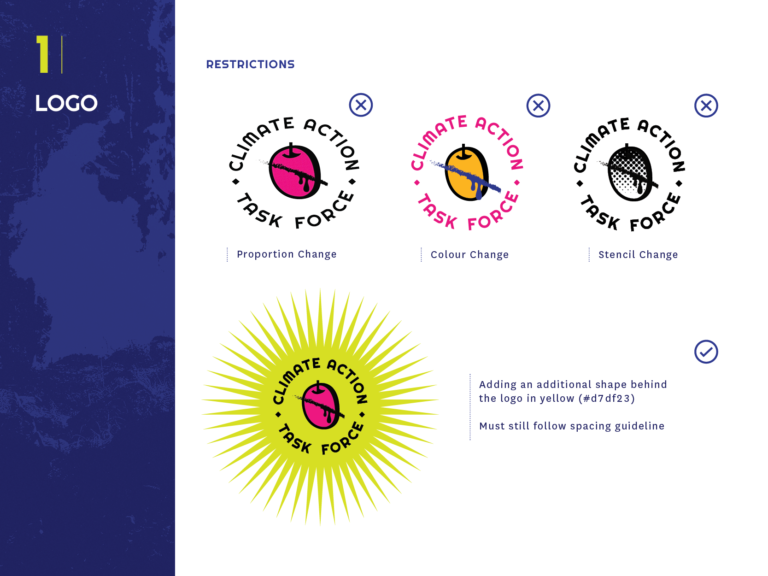 1
LOGO
RESTRICTIONS
CLIMATE ACTION
TASK FORCE
CLIMATE ACTION
TASK FORCE
CLIMATE ACTION
TASK FORCE
Proportion Change
Colour Change
Stencil Change
CLIMATE ACTION
TASK FORCE
Adding an additional shape behind
the logo in yellow (#d7df23)
Must still follow spacing guideline